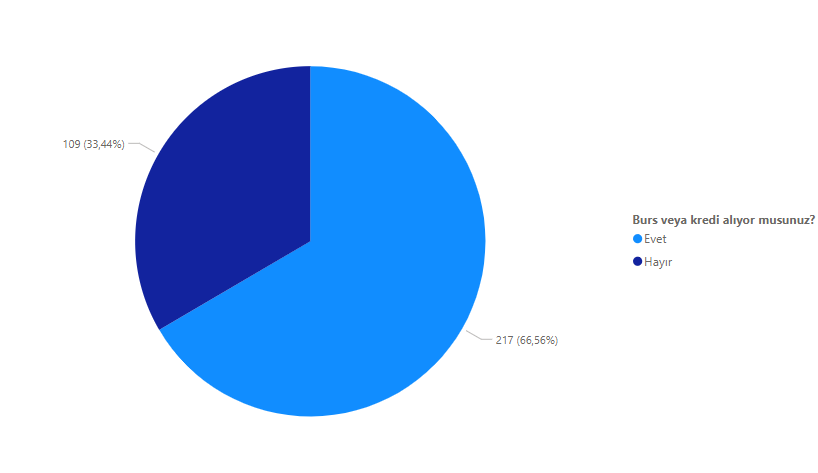 109 (33,44%)
217 (66,56%)
Burs veya kredi alıyor musunuz?
Evet
Hayır